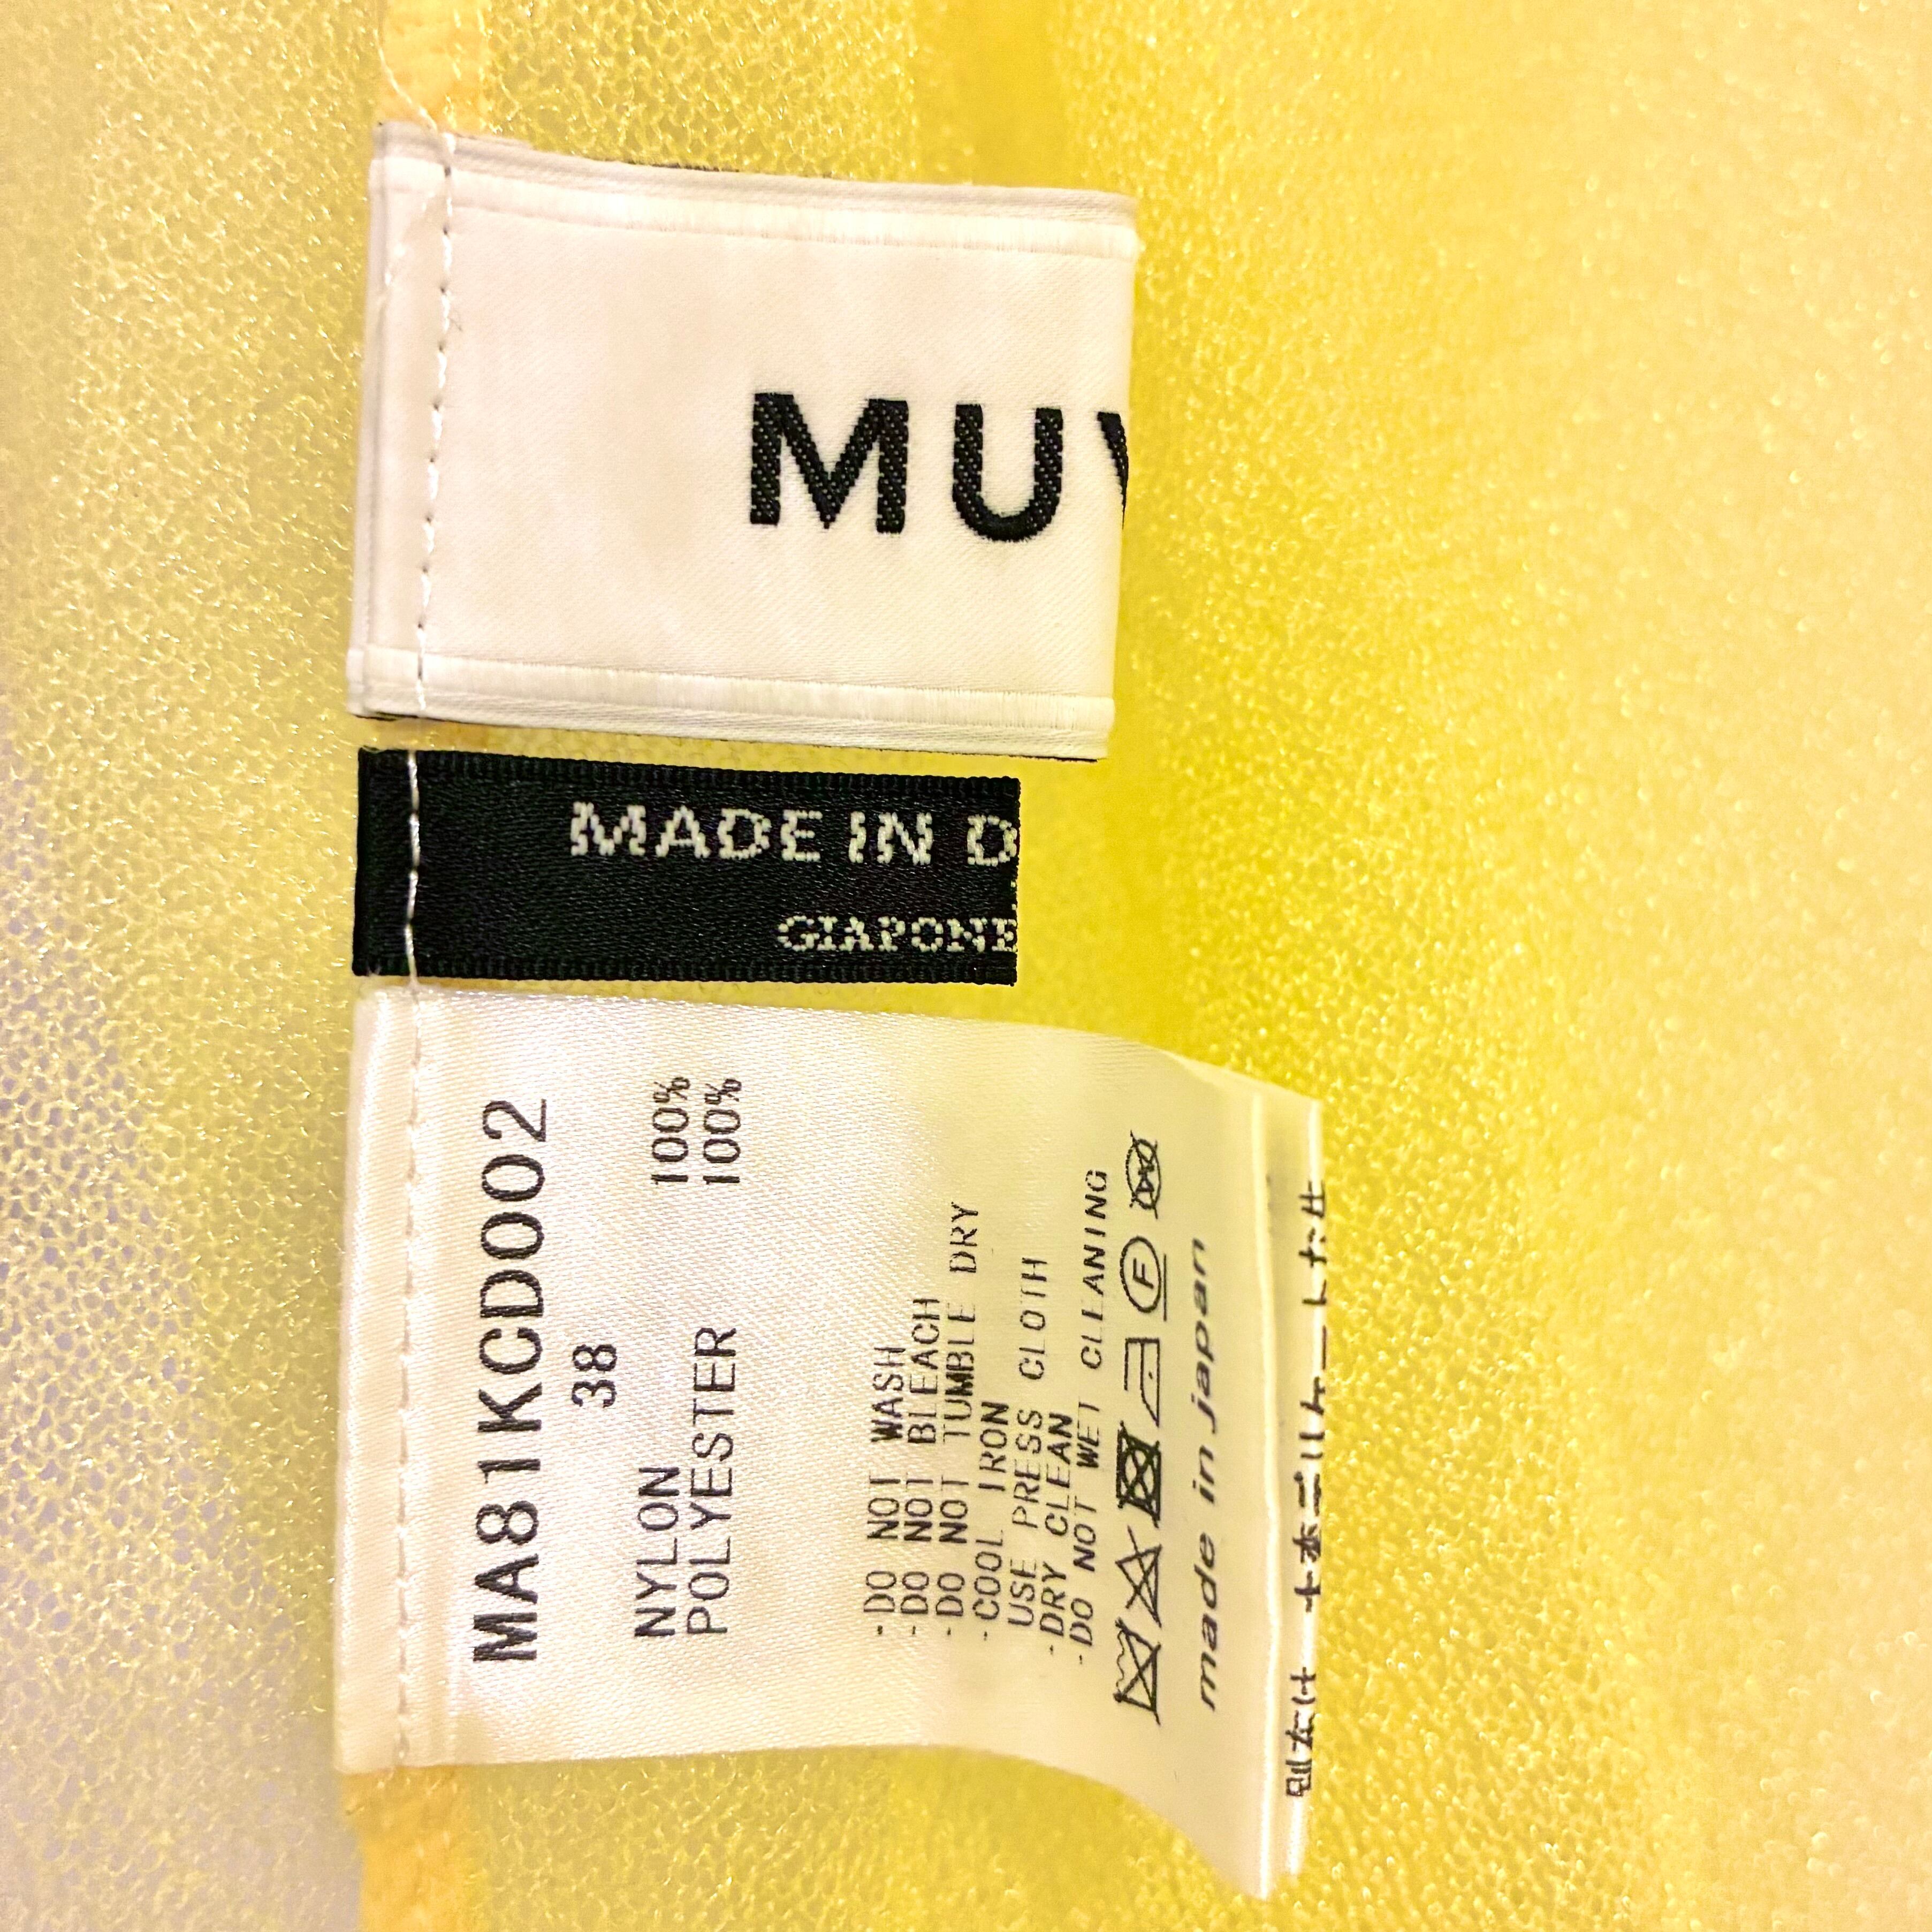 MU
MADE IN D
GIAPONE
MA81KCD002
38
NYLON 100%
POLYESTER 100%
-DO NOT WASH
-DO NOT BLEACH
-DO NOT TUMBLE DRY
-COOL IRON
USE PRESS CLOTH
-DRY CLEAN
-DO NOT WET CLEANING
F
made in japan